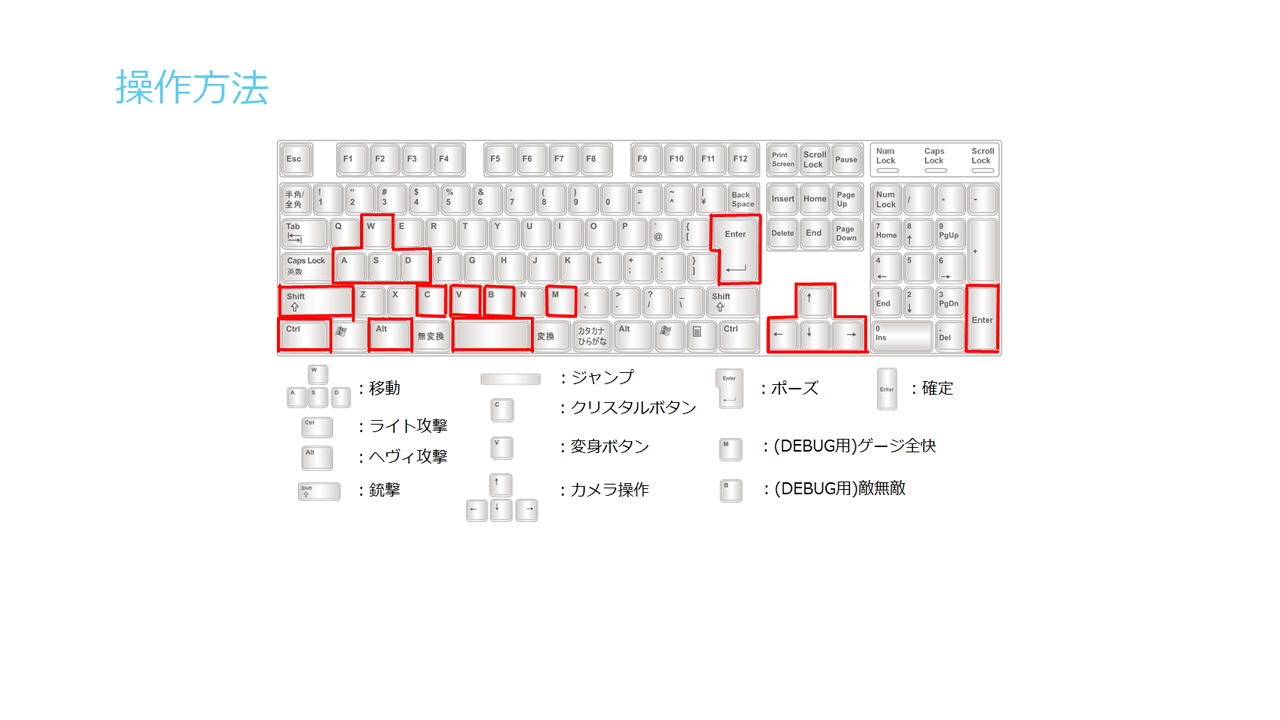 操作方法
Esc F1 F2 F3 F4 F5 F6 F7 F8 F9 F10 F11 F12 Print Screen Scroll Lock Pause Num Lock Caps Lock Scroll Lock
半角/全角 ! 1 " 2 # 3 $ 4 % 5 & 6 ' 7 ( 8 ) 9 0 = - ~ ^ | ¥ Back Space Insert Home Page Up Num Lock / * -
Tab Q W E R T Y U I O P ` @ { [ Enter Delete End Page Down 7 Home 8 ↑ 9 PgUp +
Caps Lock 英数 A S D F G H J K L + ; * : } ] 4 ← 5 6 →
Shift ⇧ Z X C V B N M < , > . ? / _ \ Shift ⇧ ↑ 1 End 2 ↓ 3 PgDn Enter
Ctrl Alt 無変換 変換 カタカナ ひらがな Alt Ctrl ← ↓ → 0 Ins . Del
W A S D ：移動
Ctrl ：ライト攻撃
Alt ：ヘヴィ攻撃
Shift ⇧ ：銃撃
：ジャンプ
C ：クリスタルボタン
V ：変身ボタン
↑ ← ↓ → ：カメラ操作
Enter ：ポーズ
M ：(DEBUG用)ゲージ全快
B ：(DEBUG用)敵無敵
Enter ：確定